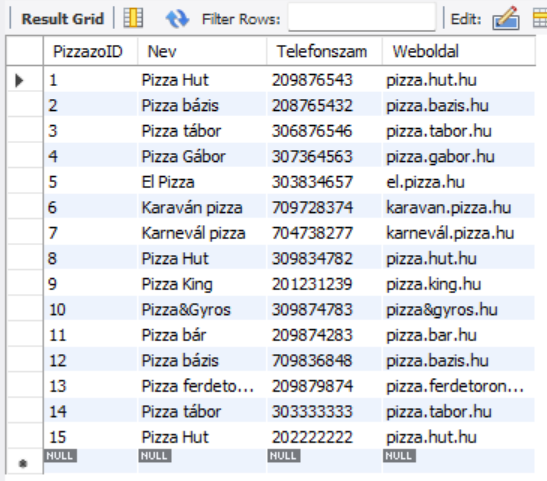 Result Grid Filter Rows: Edit:
PizzazoID Nev Telefonszam Weboldal
1 Pizza Hut 209876543 pizza.hut.hu
2 Pizza bázis 208765432 pizza.bazis.hu
3 Pizza tábor 306876546 pizza.tabor.hu
4 Pizza Gábor 307364563 pizza.gabor.hu
5 El Pizza 303834657 el.pizza.hu
6 Karaván pizza 709728374 karavan.pizza.hu
7 Karnevál pizza 704738277 karnevál.pizza.hu
8 Pizza Hut 309834782 pizza.hut.hu
9 Pizza King 201231239 pizza.king.hu
10 Pizza&Gyros 309874783 pizza&gyros.hu
11 Pizza bár 209874283 pizza.bar.hu
12 Pizza bázis 709836848 pizza.bazis.hu
13 Pizza ferdeto... 209879874 pizza.ferdetoron...
14 Pizza tábor 303333333 pizza.tabor.hu
15 Pizza Hut 202222222 pizza.hut.hu
NULL NULL NULL NULL